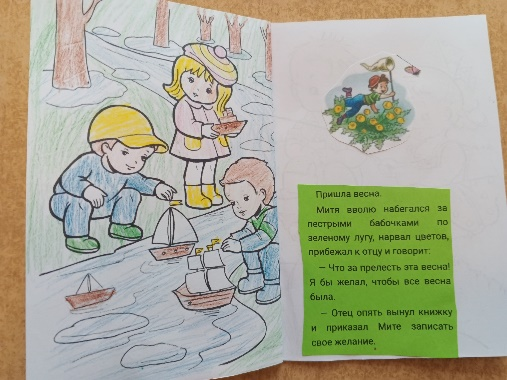 Пришла весна.
Митя вволю набегался за
пестрыми бабочками по
зеленому лугу, нарвал цветов,
прибежал к отцу и говорит:
– Что за прелесть эта весна!
Я бы желал, чтобы все весна
была.
– Отец опять вынул книжку
и приказал Мите записать
свое желание.